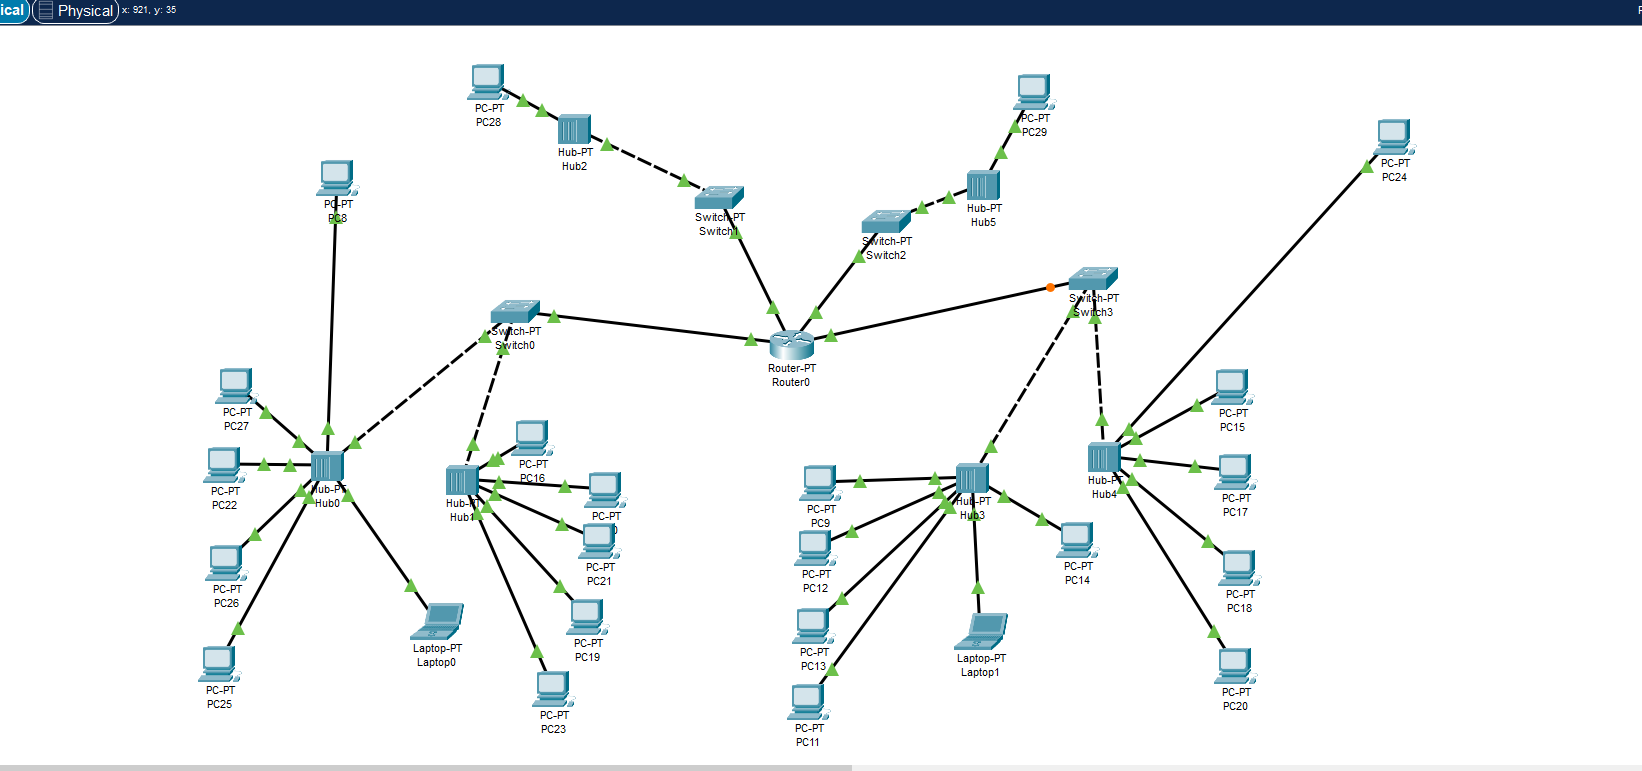 ical
Physical
x: 921, y: 35
PC-PT
PC28
Hub-PT
Hub2
PC-PT
PC29
PC-PT
PC24
PC-PT
PC8
Switch-PT
Switch1
Hub-PT
Hub5
Switch-PT
Switch2
Switch-PT
Switch3
Switch-PT
Switch0
Router-PT
Router0
PC-PT
PC27
PC-PT
PC15
PC-PT
PC16
PC-PT
PC22
Hub-PT
Hub0
Hub-PT
Hub1
PC-PT
PC-PT
PC9
Hub-PT
Hub3
Hub-PT
Hub4
PC-PT
PC17
PC-PT
PC21
PC-PT
PC12
PC-PT
PC14
PC-PT
PC26
PC-PT
PC18
PC-PT
PC19
PC-PT
PC13
Laptop-PT
Laptop0
Laptop-PT
Laptop1
PC-PT
PC25
PC-PT
PC23
PC-PT
PC11
PC-PT
PC20